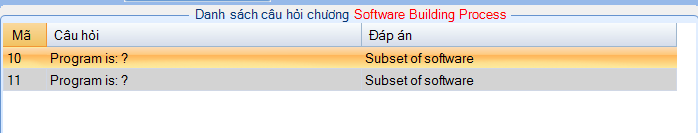 Danh sách câu hỏi chương Software Building Process
Mã Câu hỏi Đáp án
10 Program is: ? Subset of software
11 Program is: ? Subset of software